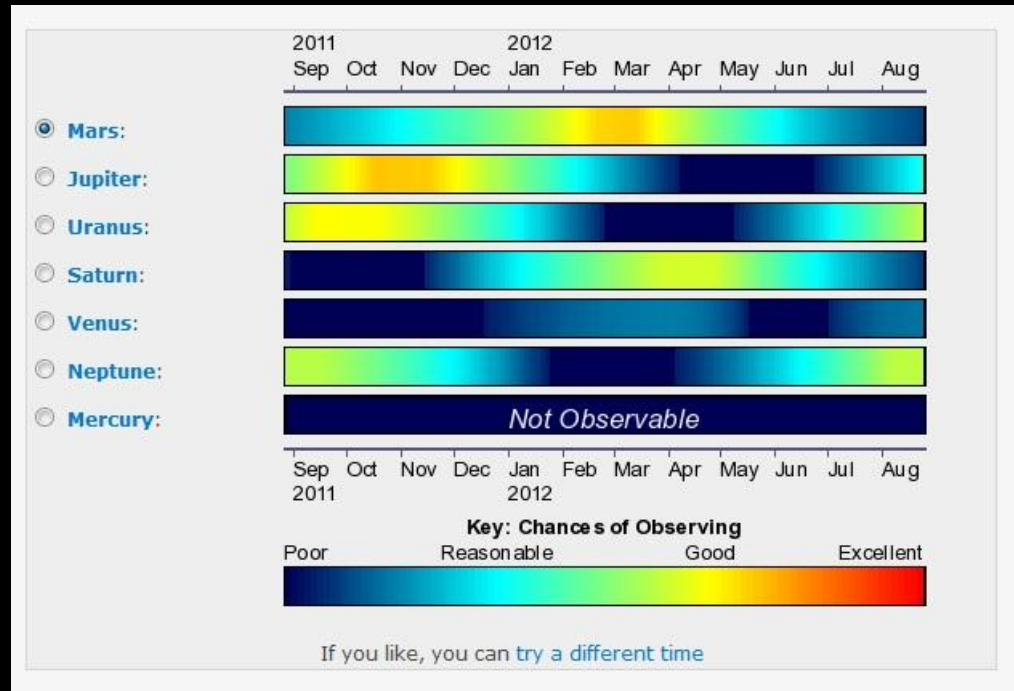 2011 2012
Sep Oct Nov Dec Jan Feb Mar Apr May Jun Jul Aug
Mars:
Jupiter:
Uranus:
Saturn:
Venus:
Neptune:
Mercury:
Not Observable
Sep Oct Nov Dec Jan Feb Mar Apr May Jun Jul Aug
2011 2012
Key: Chances of Observing
Poor Reasonable Good Excellent
If you like, you can try a different time